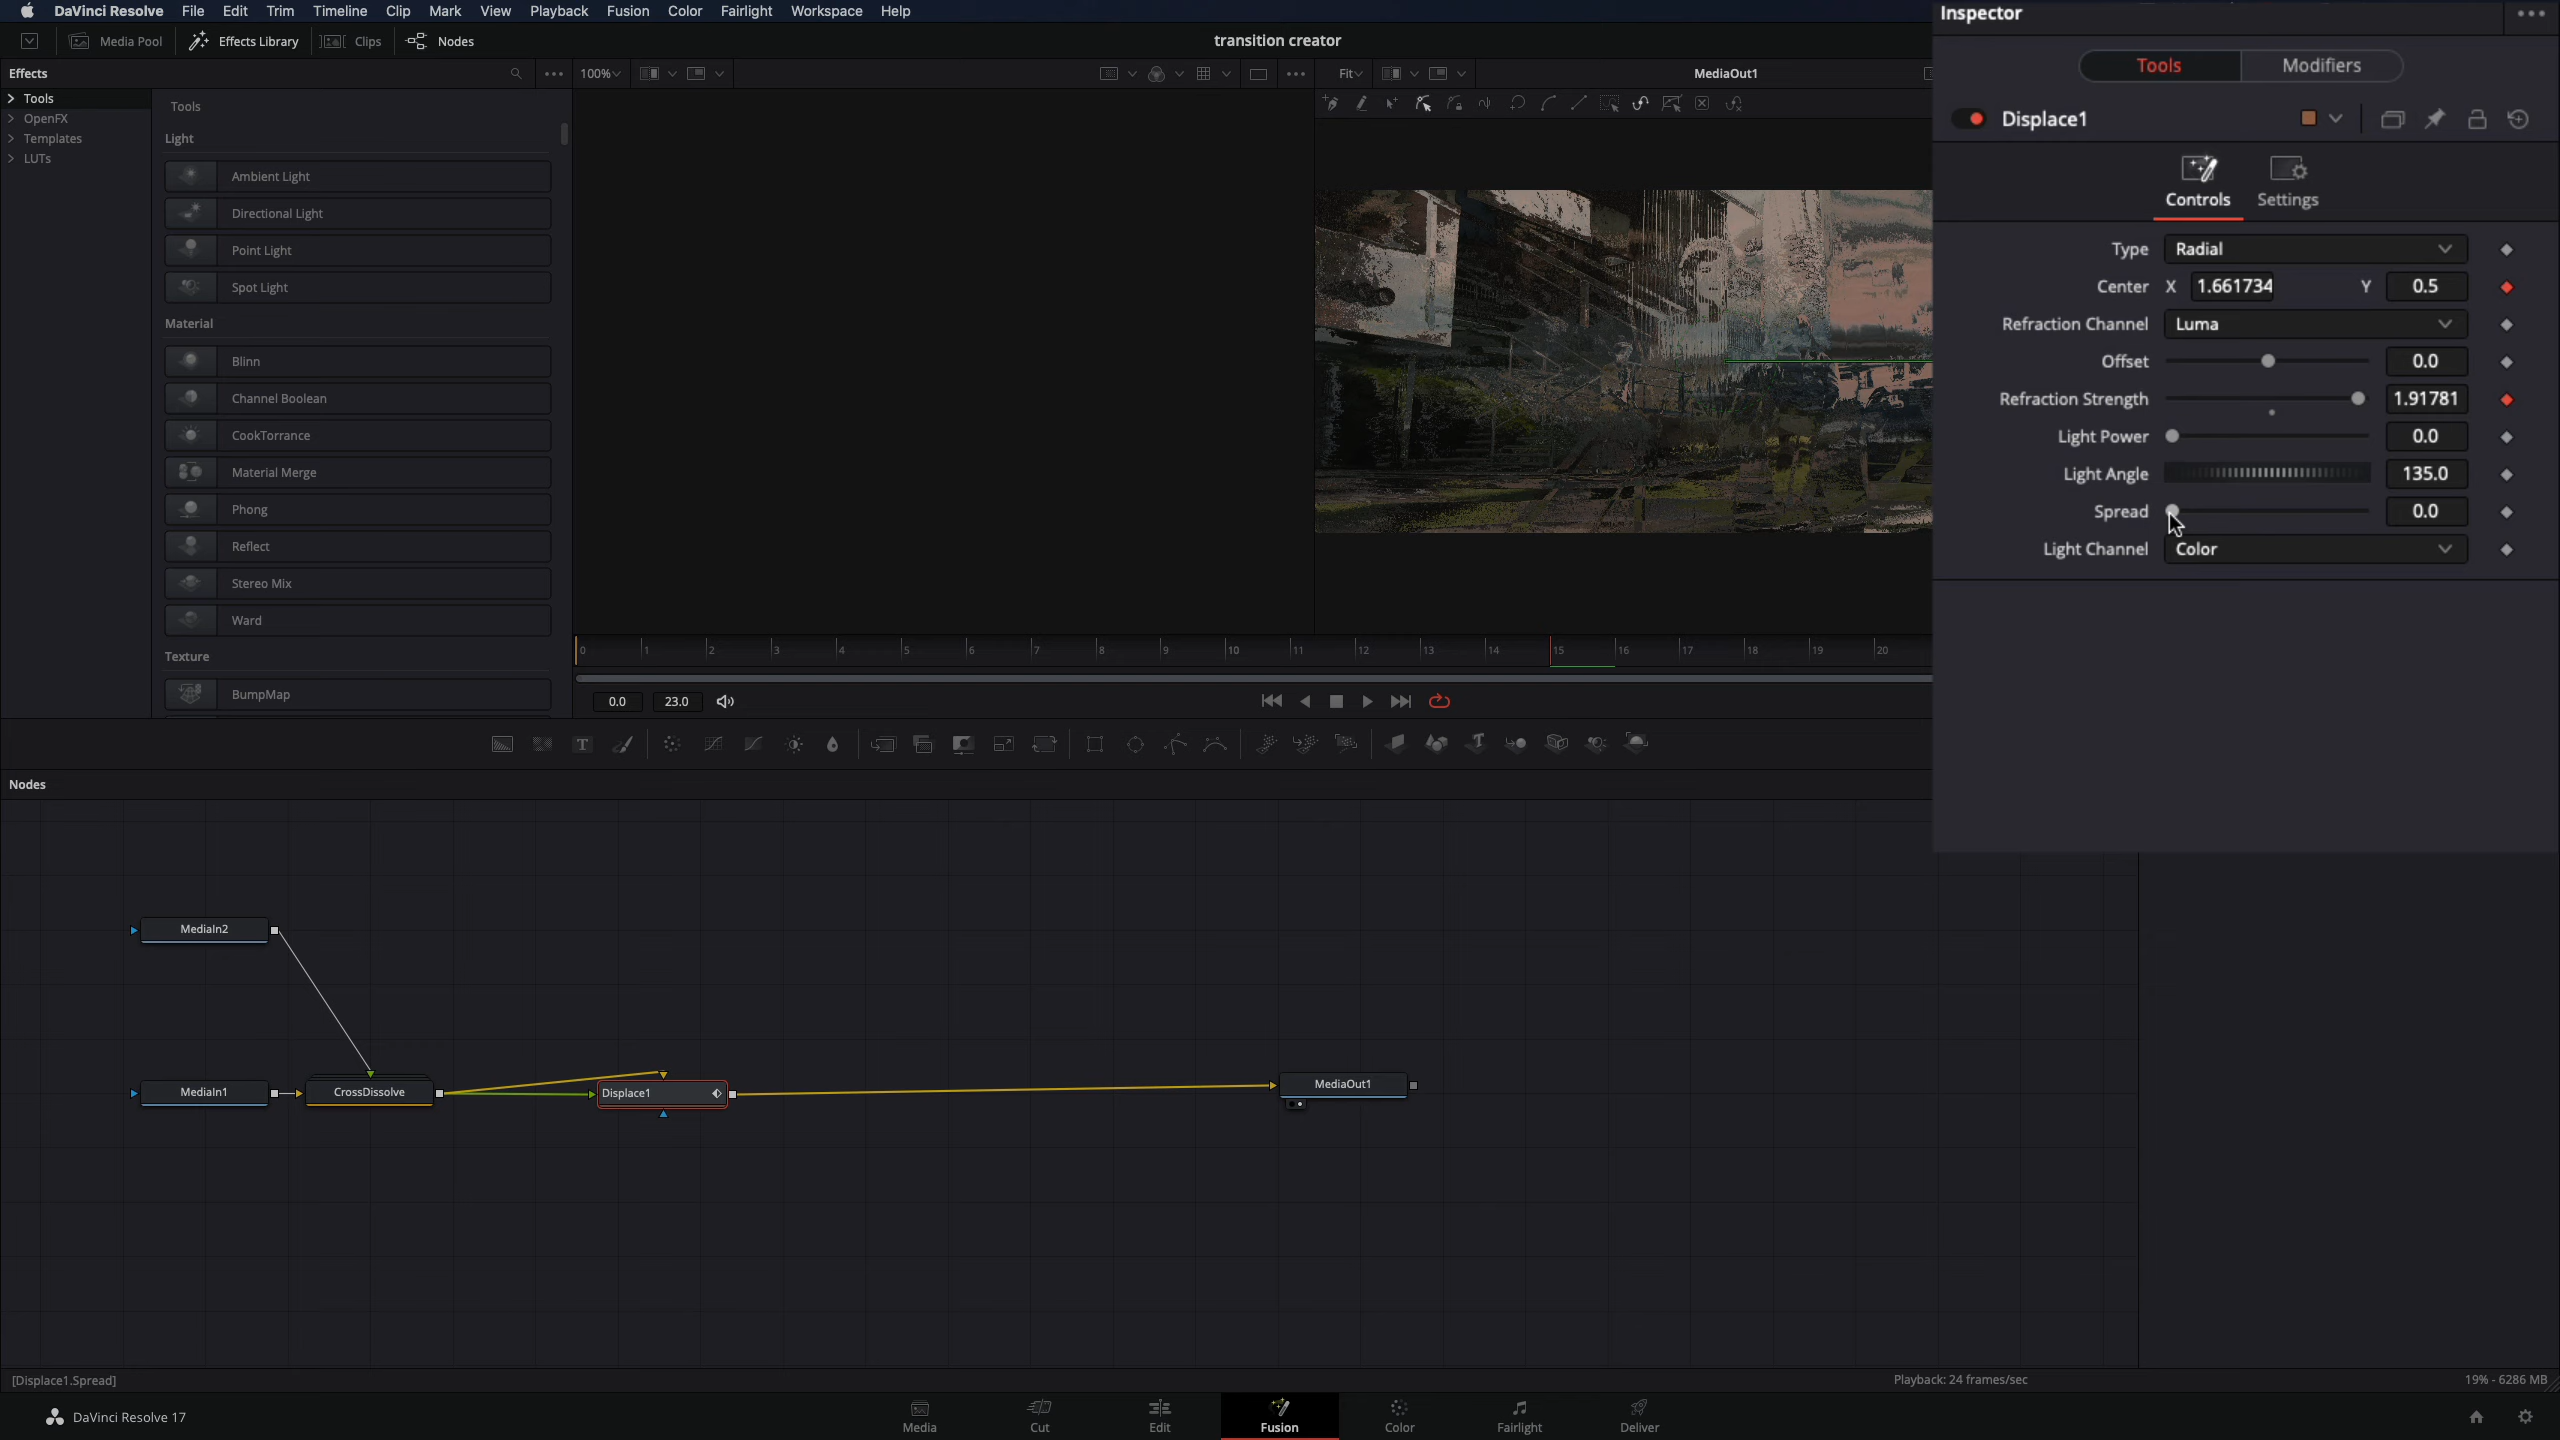 DaVinci Resolve File Edit Trim Timeline Clip Mark View Playback Fusion Color Fairlight Workspace Help
Media Pool Effects Library Clips Nodes transition creator
Effects 100% Fit MediaOut1
Tools
OpenFX
Templates
LUTs
Tools
Light
Ambient Light
Directional Light
Point Light
Spot Light
Material
Blinn
Channel Boolean
CookTorrance
Material Merge
Phong
Reflect
Stereo Mix
Ward
Texture
BumpMap
0 1 2 3 4 5 6 7 8 9 10 11 12 13 14 15 16 17 18 19 20
0.0 23.0
Inspector
Tools Modifiers
Displace1
Controls Settings
Type Radial
Center X 1.661734 Y 0.5
Refraction Channel Luma
Offset 0.0
Refraction Strength 1.91781
Light Power 0.0
Light Angle 135.0
Spread 0.0
Light Channel Color
T T
Nodes
MediaIn2
MediaIn1 CrossDissolve Displace1 MediaOut1
[Displace1.Spread] Playback: 24 frames/sec 19% - 6286 MB
DaVinci Resolve 17 Media Cut Edit Fusion Color Fairlight Deliver